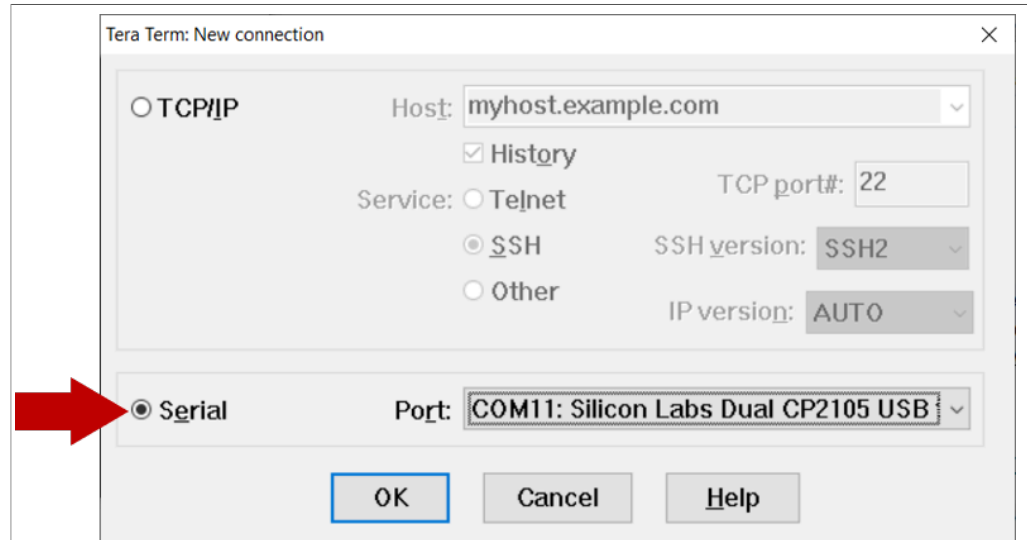 Tera Term: New connection
TCP/IP
Host: myhost.example.com
History
Service: Telnet
TCP port#: 22
SSH
SSH version: SSH2
Other
IP version: AUTO
Serial
Port: COM11: Silicon Labs Dual CP2105 USB
OK
Cancel
Help